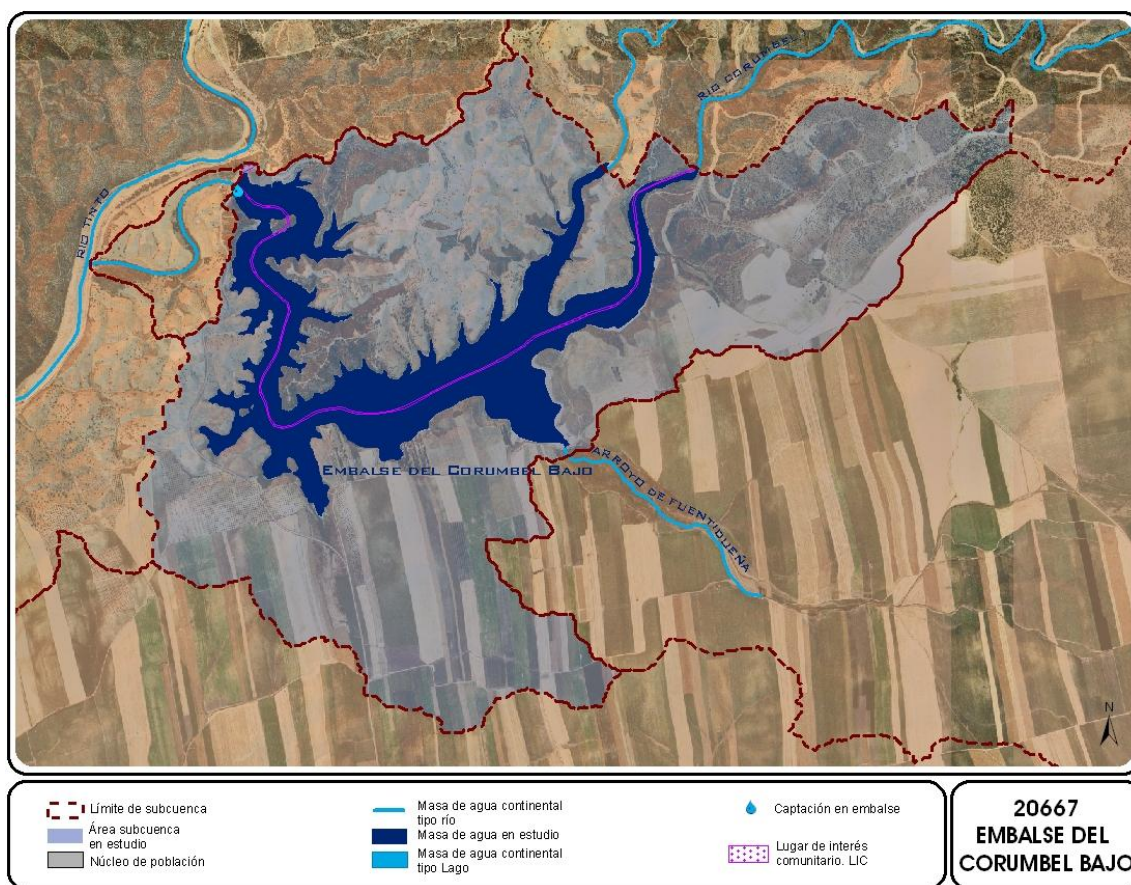 RIO CORUMBEL
RIO TINTO
EMBALSE DEL CORUMBEL BAJO
ARROYO DE FUENTIDUEÑA
N
Límite de subcuenca
Área subcuenca
en estudio
Núcleo de población
Masa de agua continental
tipo río
Masa de agua en estudio
Masa de agua continental
tipo Lago
Captación en embalse
Lugar de interés
comunitario. LIC
20667
EMBALSE DEL
CORUMBEL BAJO